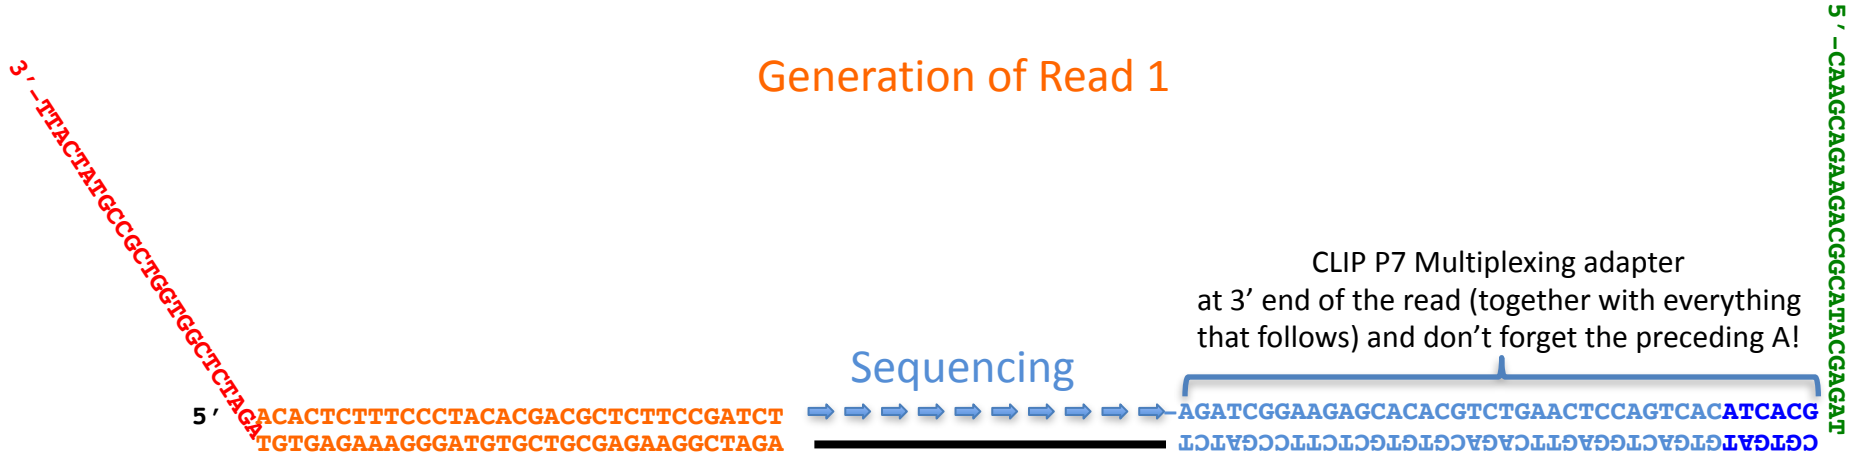 Generation of Read 1
3′-TTACTATGCCGCTGGTGGCTCTAGA
5′-CAAGCAGAAGACGGCATACGAGAT
CLIP P7 Multiplexing adapter
at 3’ end of the read (together with everything
that follows) and don’t forget the preceding A!
Sequencing
5′ ACACTCTTTCCCTACACGACGCTCTTCCGATCT
-AGATCGGAAGAGCACACGTCTGAACTCCAGTCACATCACG
TGTGAGAAAGGGATGTGCTGCGAGAAGGCTAGA
CGTGATGTGACTGGAGTTCAGACGTGTGCTCTTCCGATCT